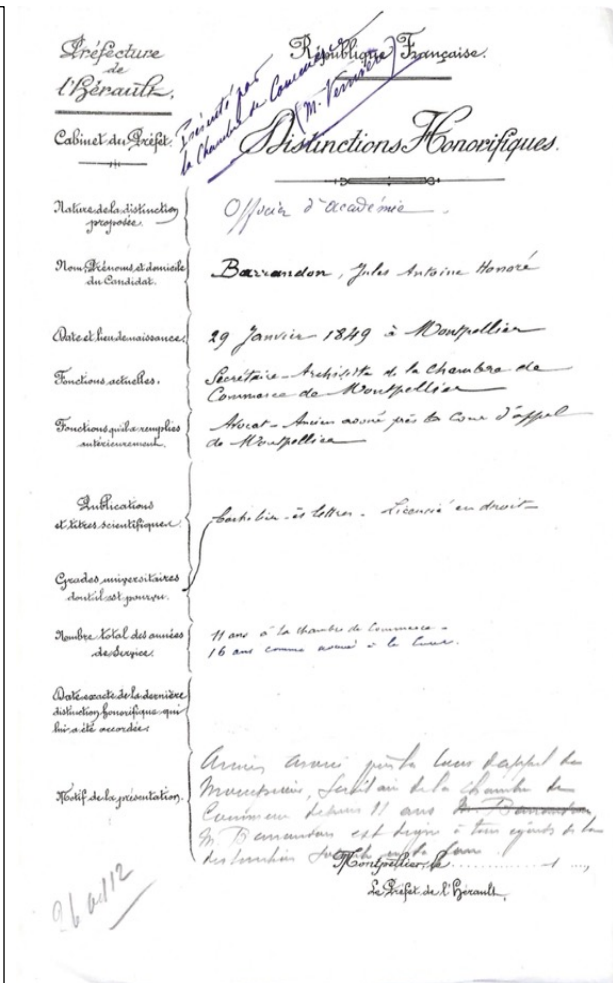 Préfecture
de
l'Hérault.
Cabinet du Préfet.
République Française.
Présenté par
la Chambre de Commerce
(M. Vernière)
Distinctions Honorifiques.
Nature de la distinction
proposée.
Officier d'académie.
Nom, Prénoms et domicile
du Candidat.
Barrandon, Jules Antoine Honoré
Date et lieu de naissance.
29 Janvier 1849 à Montpellier
Fonctions actuelles.
Secrétaire-Archiviste de la Chambre de
Commerce de Montpellier
Fonctions qu'il a remplies
antérieurement.
Avocat - Ancien avoué près la Cour d'appel
de Montpellier
Publications
et titres scientifiques.
Bachelier-ès lettres - Licencié en droit
Grades universitaires
dont il est pourvu.
Nombre total des années
de Service.
11 ans à la chambre de Commerce -
16 ans comme avoué à la Cour.
Date exacte de la dernière
distinction honorifique qui
lui a été accordée.
Motif de la présentation.
Ancien avoué près la Cour d'appel de
Montpellier, Secrétaire de la Chambre de
Commerce depuis 11 ans M. Barrandon
M. Barrandon est digne à tous égards de la
distinction
Montpellier, le ............ 1 ....,
Le Préfet de l'Hérault,
26 oct 12